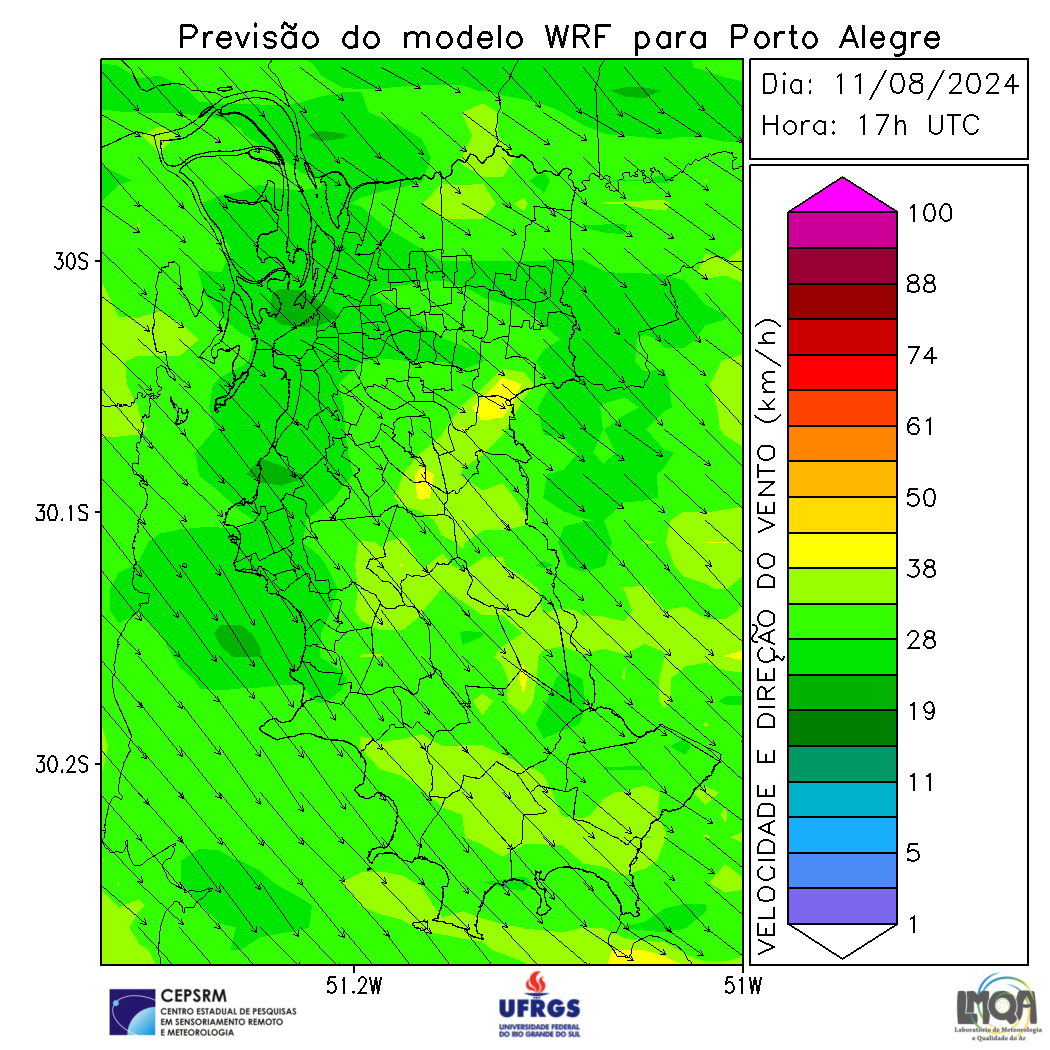 Previsão do modelo WRF para Porto Alegre
Dia: 11/08/2024
Hora: 17h UTC
30S
30.1S
30.2S
51.2W
51W
VELOCIDADE E DIREÇÃO DO VENTO (km/h)
100
88
74
61
50
38
28
19
11
5
1
CEPSRM
CENTRO ESTADUAL DE PESQUISAS
EM SENSORIAMENTO REMOTO
E METEOROLOGIA
UFRGS
UNIVERSIDADE FEDERAL
DO RIO GRANDE DO SUL
LMQA
Laboratório de Meteorologia
e Qualidade do Ar